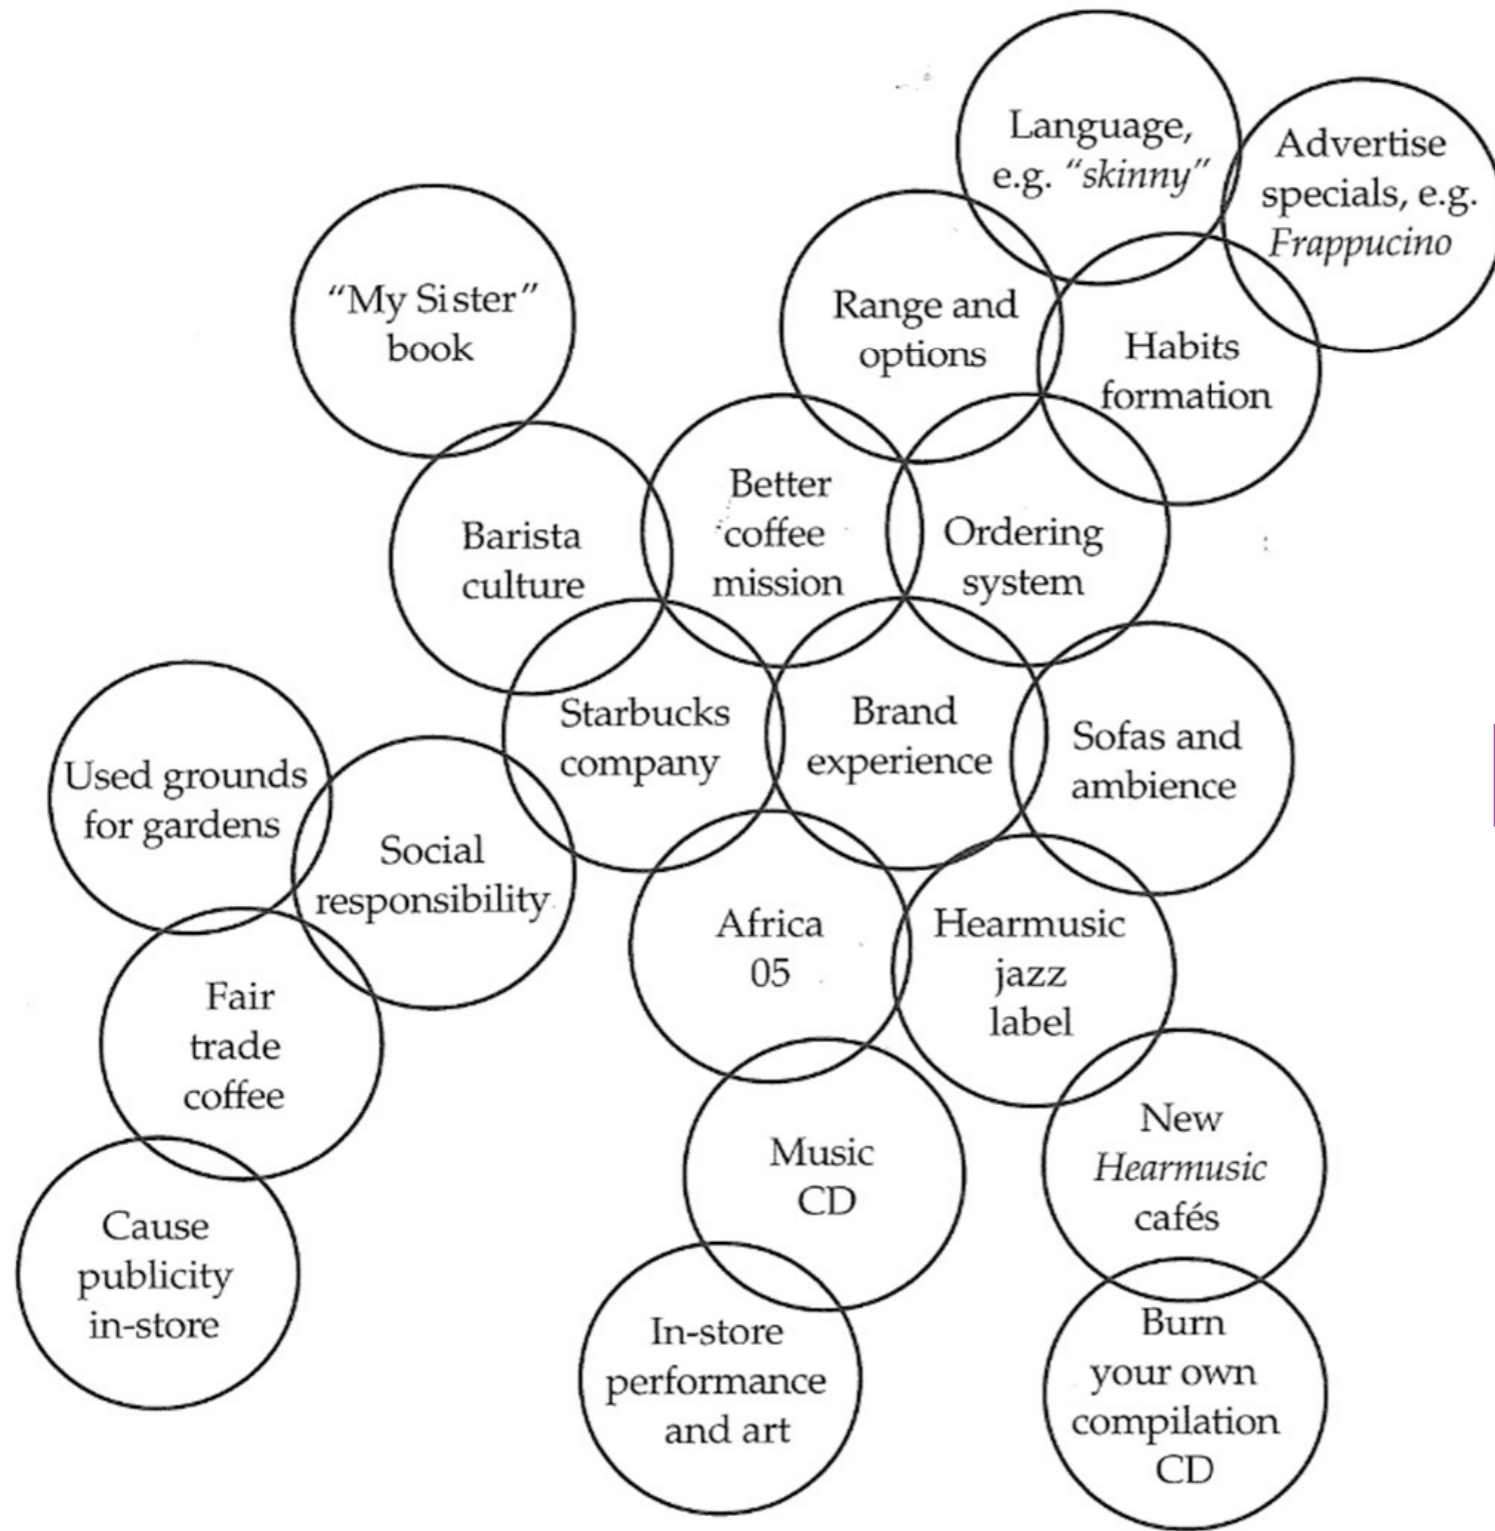 Language,
e.g. “skinny”
Advertise
specials, e.g.
Frappucino
“My Sister”
book
Range and
options
Habits
formation
Barista
culture
Better
coffee
mission
Ordering
system
Starbucks
company
Brand
experience
Sofas and
ambience
Used grounds
for gardens
Social
responsibility
Africa
05
Hearmusic
jazz
label
Fair
trade
coffee
Music
CD
New
Hearmusic
cafés
Cause
publicity
in-store
In-store
performance
and art
Burn
your own
compilation
CD